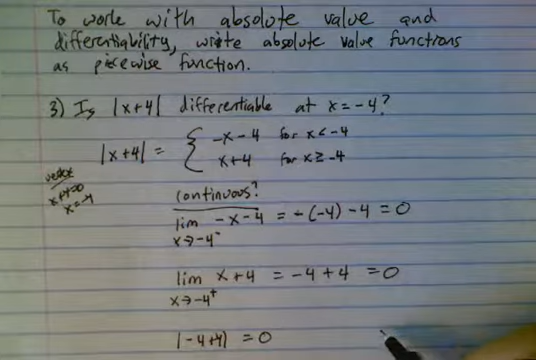 To work with absolute value and
differentiability, write absolute value functions
as piecewise function.
3) Is |x+4| differentiable at x=-4?
|x+4| = { -x-4 for x<-4
x+4 for x≥-4
vertex
x+4=0
x=-4
continuous?
lim -x-4 = -(-4)-4 = 0
x→-4⁻
lim x+4 = -4+4 = 0
x→-4⁺
|-4+4| = 0